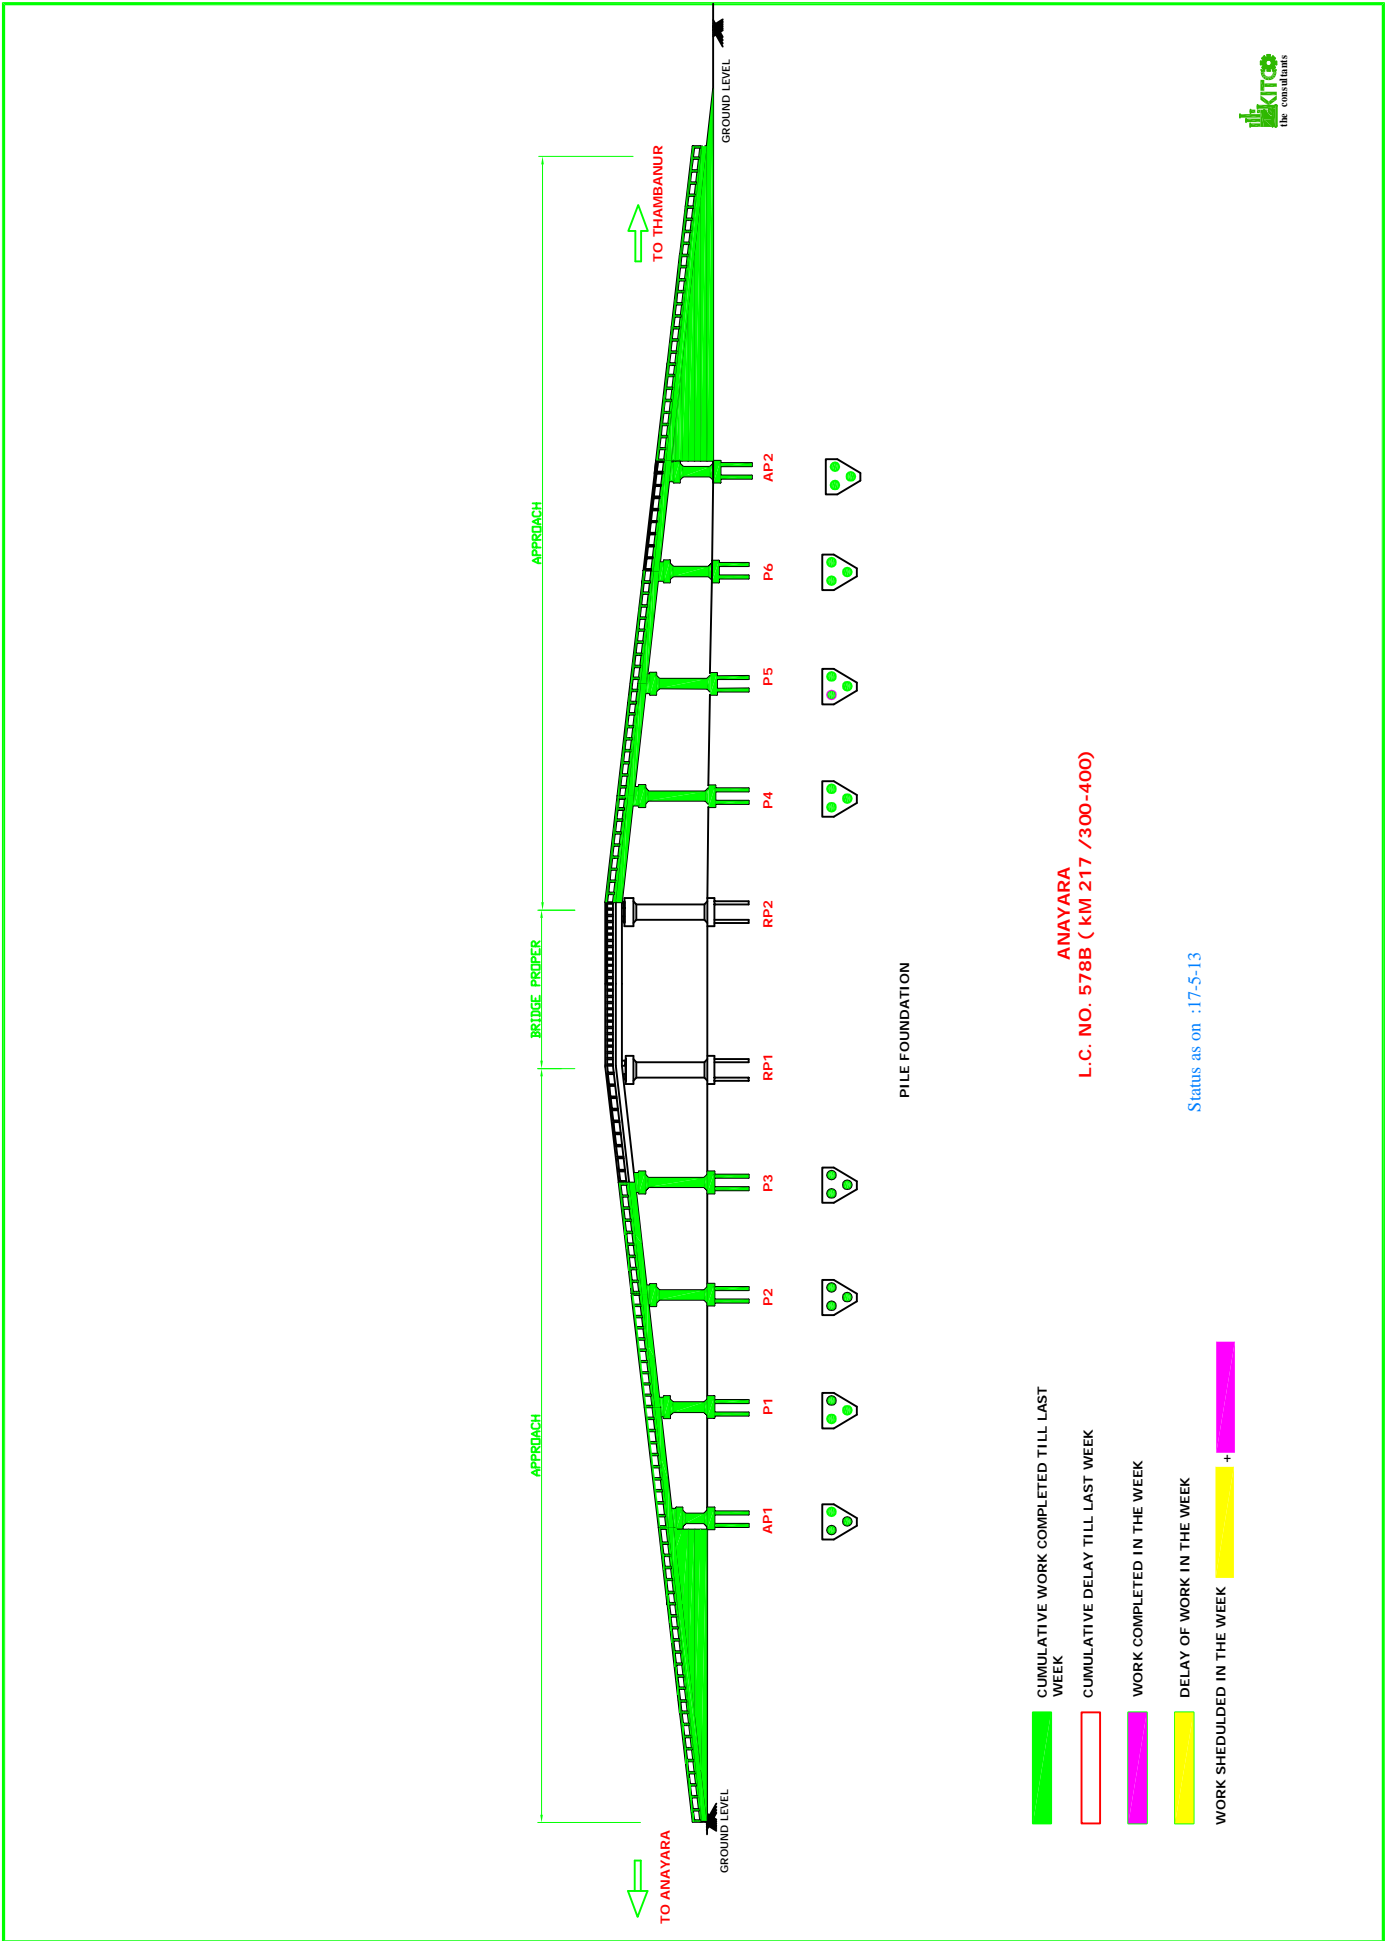 KITCO
the consultants
APPROACH
BRIDGE PROPER
APPROACH
TO ANAYARA
TO THAMBANUR
GROUND LEVEL
GROUND LEVEL
AP1
P1
P2
P3
RP1
RP2
P4
P5
P6
AP2
PILE FOUNDATION
ANAYARA
L.C. NO. 578B ( kM 217 /300-400)
Status as on :17-5-13
CUMULATIVE WORK COMPLETED TILL LAST
WEEK
CUMULATIVE DELAY TILL LAST WEEK
WORK COMPLETED IN THE WEEK
DELAY OF WORK IN THE WEEK
WORK SHEDULDED IN THE WEEK +